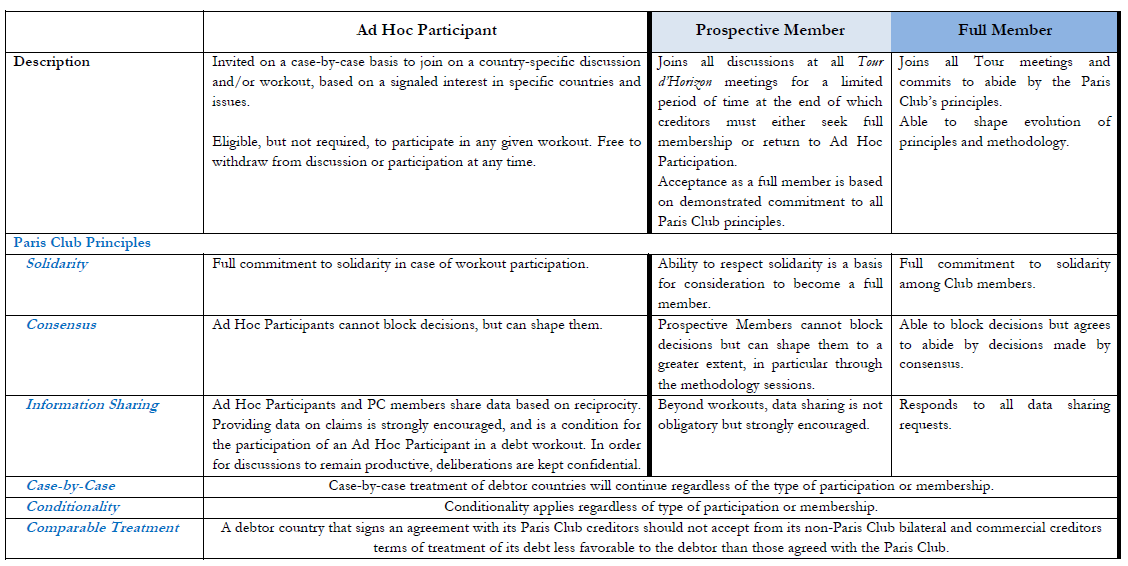 Ad Hoc Participant
Prospective Member
Full Member
Description
Invited on a case-by-case basis to join on a country-specific discussion
and/or workout, based on a signaled interest in specific countries and
issues.
Eligible, but not required, to participate in any given workout. Free to
withdraw from discussion or participation at any time.
Joins all discussions at all Tour
d'Horizon meetings for a limited
period of time at the end of which
creditors must either seek full
membership or return to Ad Hoc
Participation.
Acceptance as a full member is based
on demonstrated commitment to all
Paris Club principles.
Joins all Tour meetings and
commits to abide by the Paris
Club's principles.
Able to shape evolution of
principles and methodology.
Paris Club Principles
Solidarity
Full commitment to solidarity in case of workout participation.
Ability to respect solidarity is a basis
for consideration to become a full
member.
Full commitment to solidarity
among Club members.
Consensus
Ad Hoc Participants cannot block decisions, but can shape them.
Prospective Members cannot block
decisions but can shape them to a
greater extent, in particular through
the methodology sessions.
Able to block decisions but agrees
to abide by decisions made by
consensus.
Information Sharing
Ad Hoc Participants and PC members share data based on reciprocity.
Providing data on claims is strongly encouraged, and is a condition for
the participation of an Ad Hoc Participant in a debt workout. In order
for discussions to remain productive, deliberations are kept confidential.
Beyond workouts, data sharing is not
obligatory but strongly encouraged.
Responds to all data sharing
requests.
Case-by-Case
Case-by-case treatment of debtor countries will continue regardless of the type of participation or membership.
Conditionality
Conditionality applies regardless of type of participation or membership.
Comparable Treatment
A debtor country that signs an agreement with its Paris Club creditors should not accept from its non-Paris Club bilateral and commercial creditors
terms of treatment of its debt less favorable to the debtor than those agreed with the Paris Club.